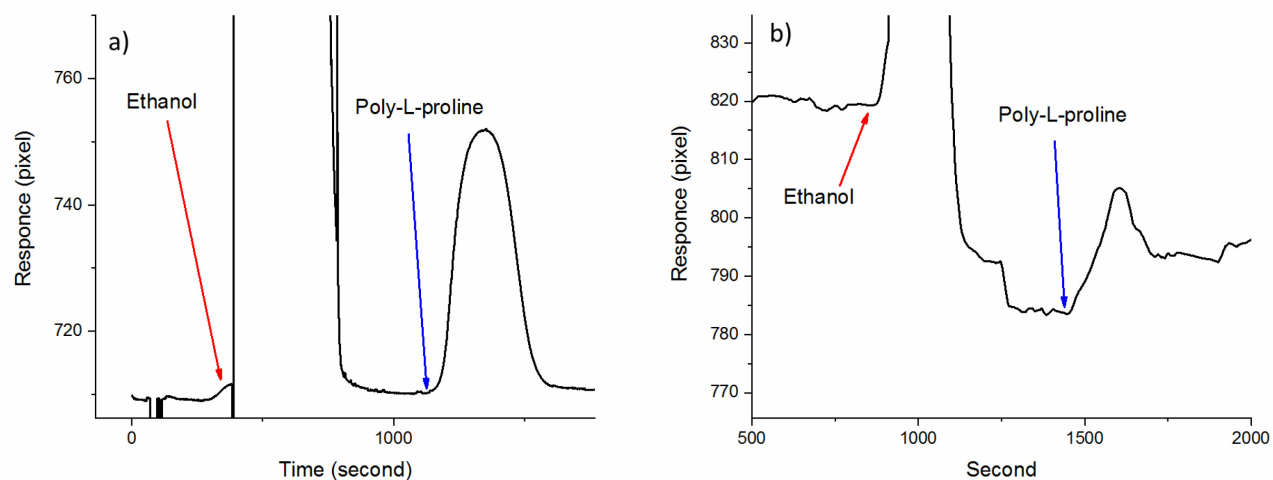 a)
Ethanol
Poly-L-proline
760
740
720
Responce (pixel)
0
1000
Time (second)
b)
Poly-L-proline
Ethanol
830
820
810
800
790
780
770
Responce (pixel)
500
1000
1500
2000
Second